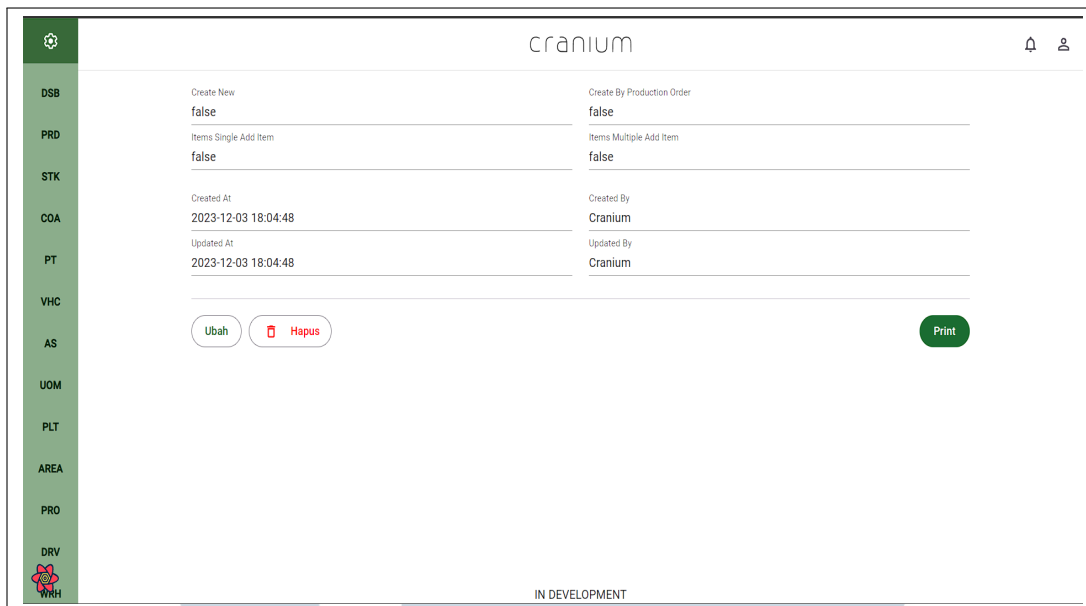 cranium
DSB
PRD
STK
COA
PT
VHC
AS
UOM
PLT
AREA
PRO
DRV
WRH
Create New
false
Create By Production Order
false
Items Single Add Item
false
Items Multiple Add Item
false
Created At
2023-12-03 18:04:48
Created By
Cranium
Updated At
2023-12-03 18:04:48
Updated By
Cranium
Ubah
Hapus
Print
IN DEVELOPMENT